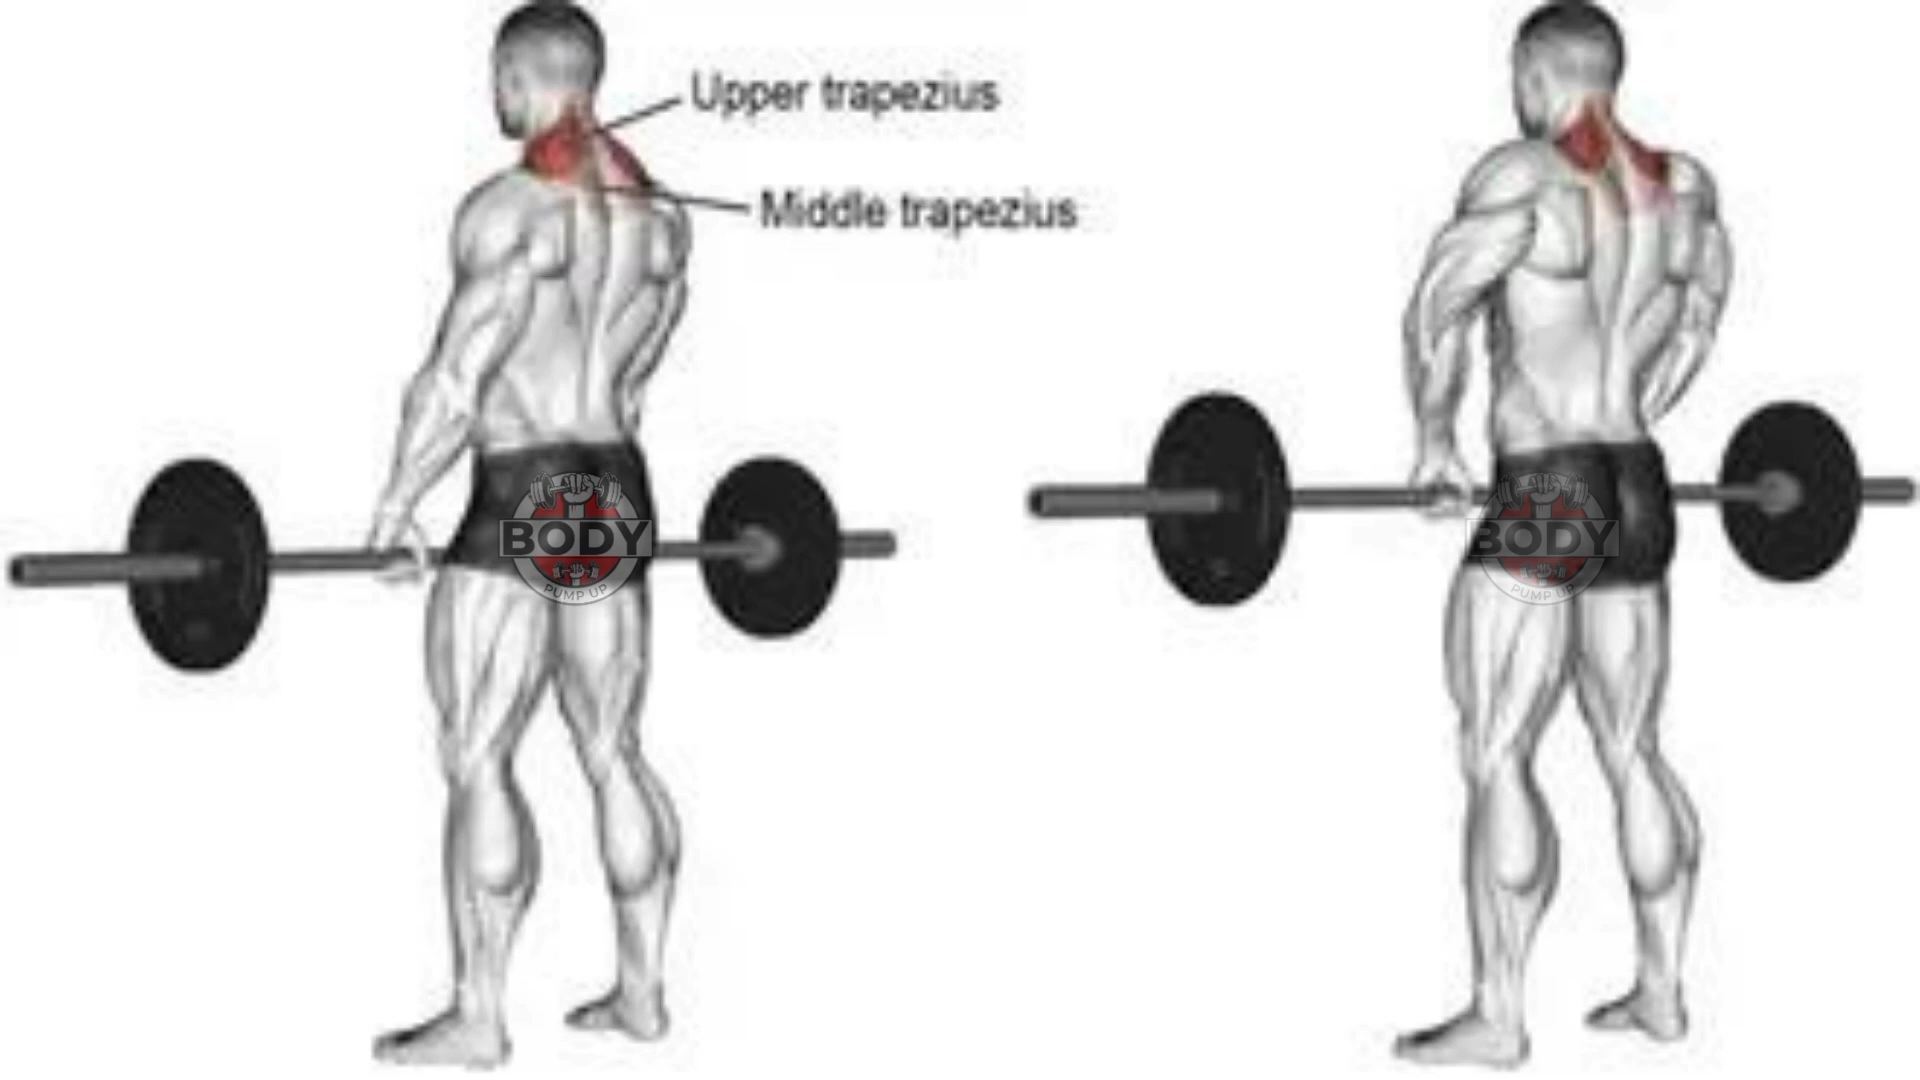 Upper trapezius
Middle trapezius
BODY
PUMP UP
BODY
PUMP UP